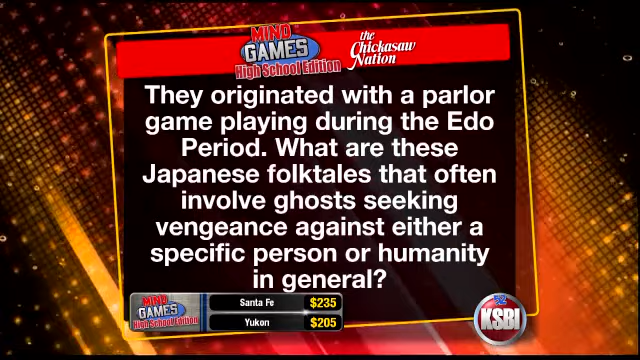 MIND
GAMES
High School Edition
the
Chickasaw
Nation
They originated with a parlor
game playing during the Edo
Period. What are these
Japanese folktales that often
involve ghosts seeking
vengeance against either a
specific person or humanity
in general?
MIND
GAMES
High School Edition
Santa Fe $235
Yukon $205
52
KSBI